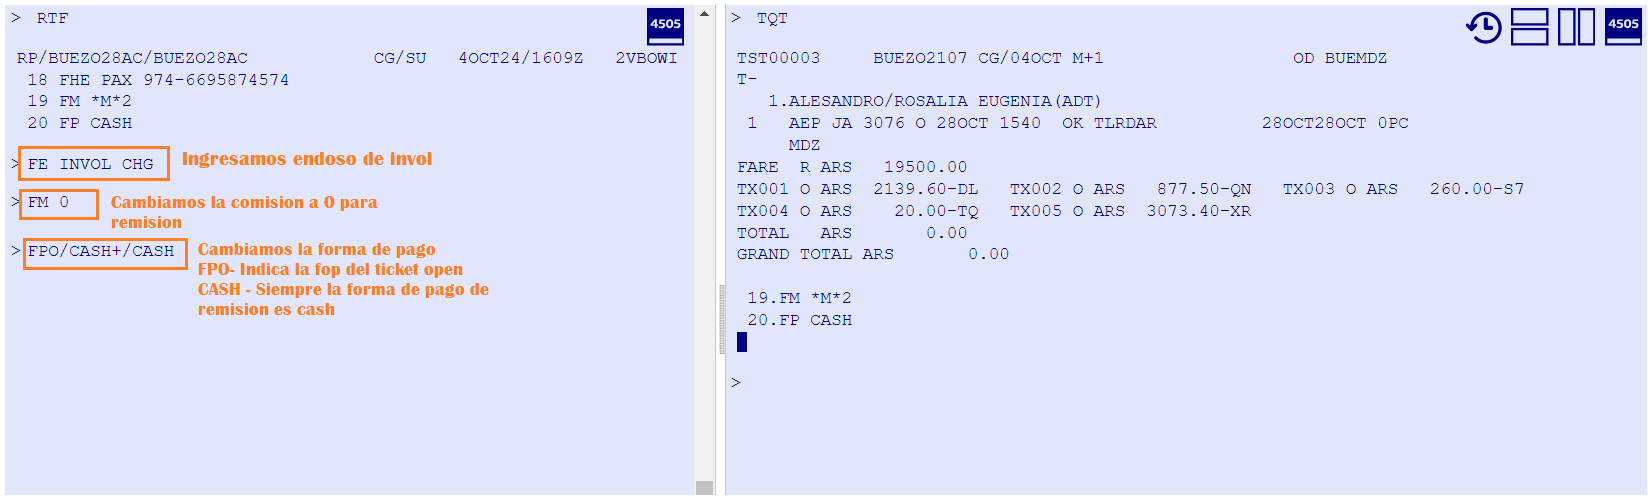 > RTF
4505
RP/BUEZO28AC/BUEZO28AC CG/SU 4OCT24/1609Z 2VBOWI
18 FHE PAX 974-6695874574
19 FM *M*2
20 FP CASH
> FE INVOL CHG
Ingresamos endoso de invol
> FM 0
Cambiamos la comision a 0 para
remision
> FPO/CASH+/CASH
Cambiamos la forma de pago
FPO- Indica la fop del ticket open
CASH - Siempre la forma de pago de
remision es cash
> TQT
4505
TST00003 BUEZO2107 CG/04OCT M+1 OD BUEMDZ
T-
1.ALESANDRO/ROSALIA EUGENIA(ADT)
1 AEP JA 3076 O 28OCT 1540 OK TLRDAR 28OCT28OCT 0PC
MDZ
FARE R ARS 19500.00
TX001 O ARS 2139.60-DL TX002 O ARS 877.50-QN TX003 O ARS 260.00-S7
TX004 O ARS 20.00-TQ TX005 O ARS 3073.40-XR
TOTAL ARS 0.00
GRAND TOTAL ARS 0.00
19.FM *M*2
20.FP CASH
>